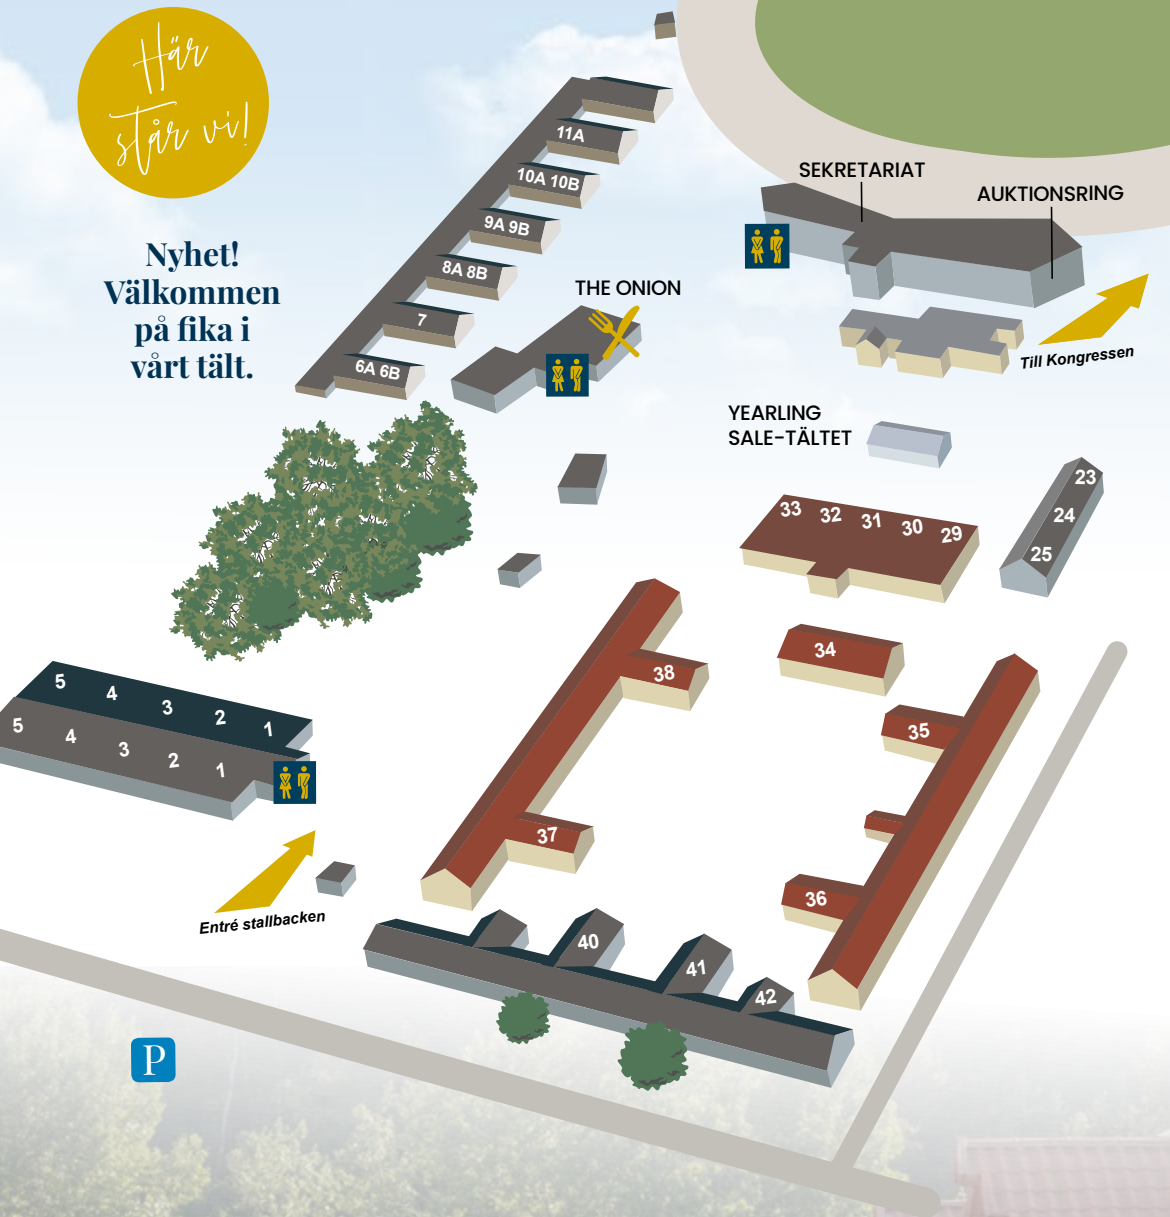 Här
står vi!
Nyhet!
Välkommen
på fika i
vårt tält.
11A
10A 10B
9A 9B
8A 8B
7
6A 6B
THE ONION
SEKRETARIAT
AUKTIONSRING
Till Kongressen
YEARLING
SALE-TÄLTET
23
24
25
33 32 31 30 29
34
35
36
38
37
5 4 3 2 1
5 4 3 2 1
Entré stallbacken
40
41
42
P